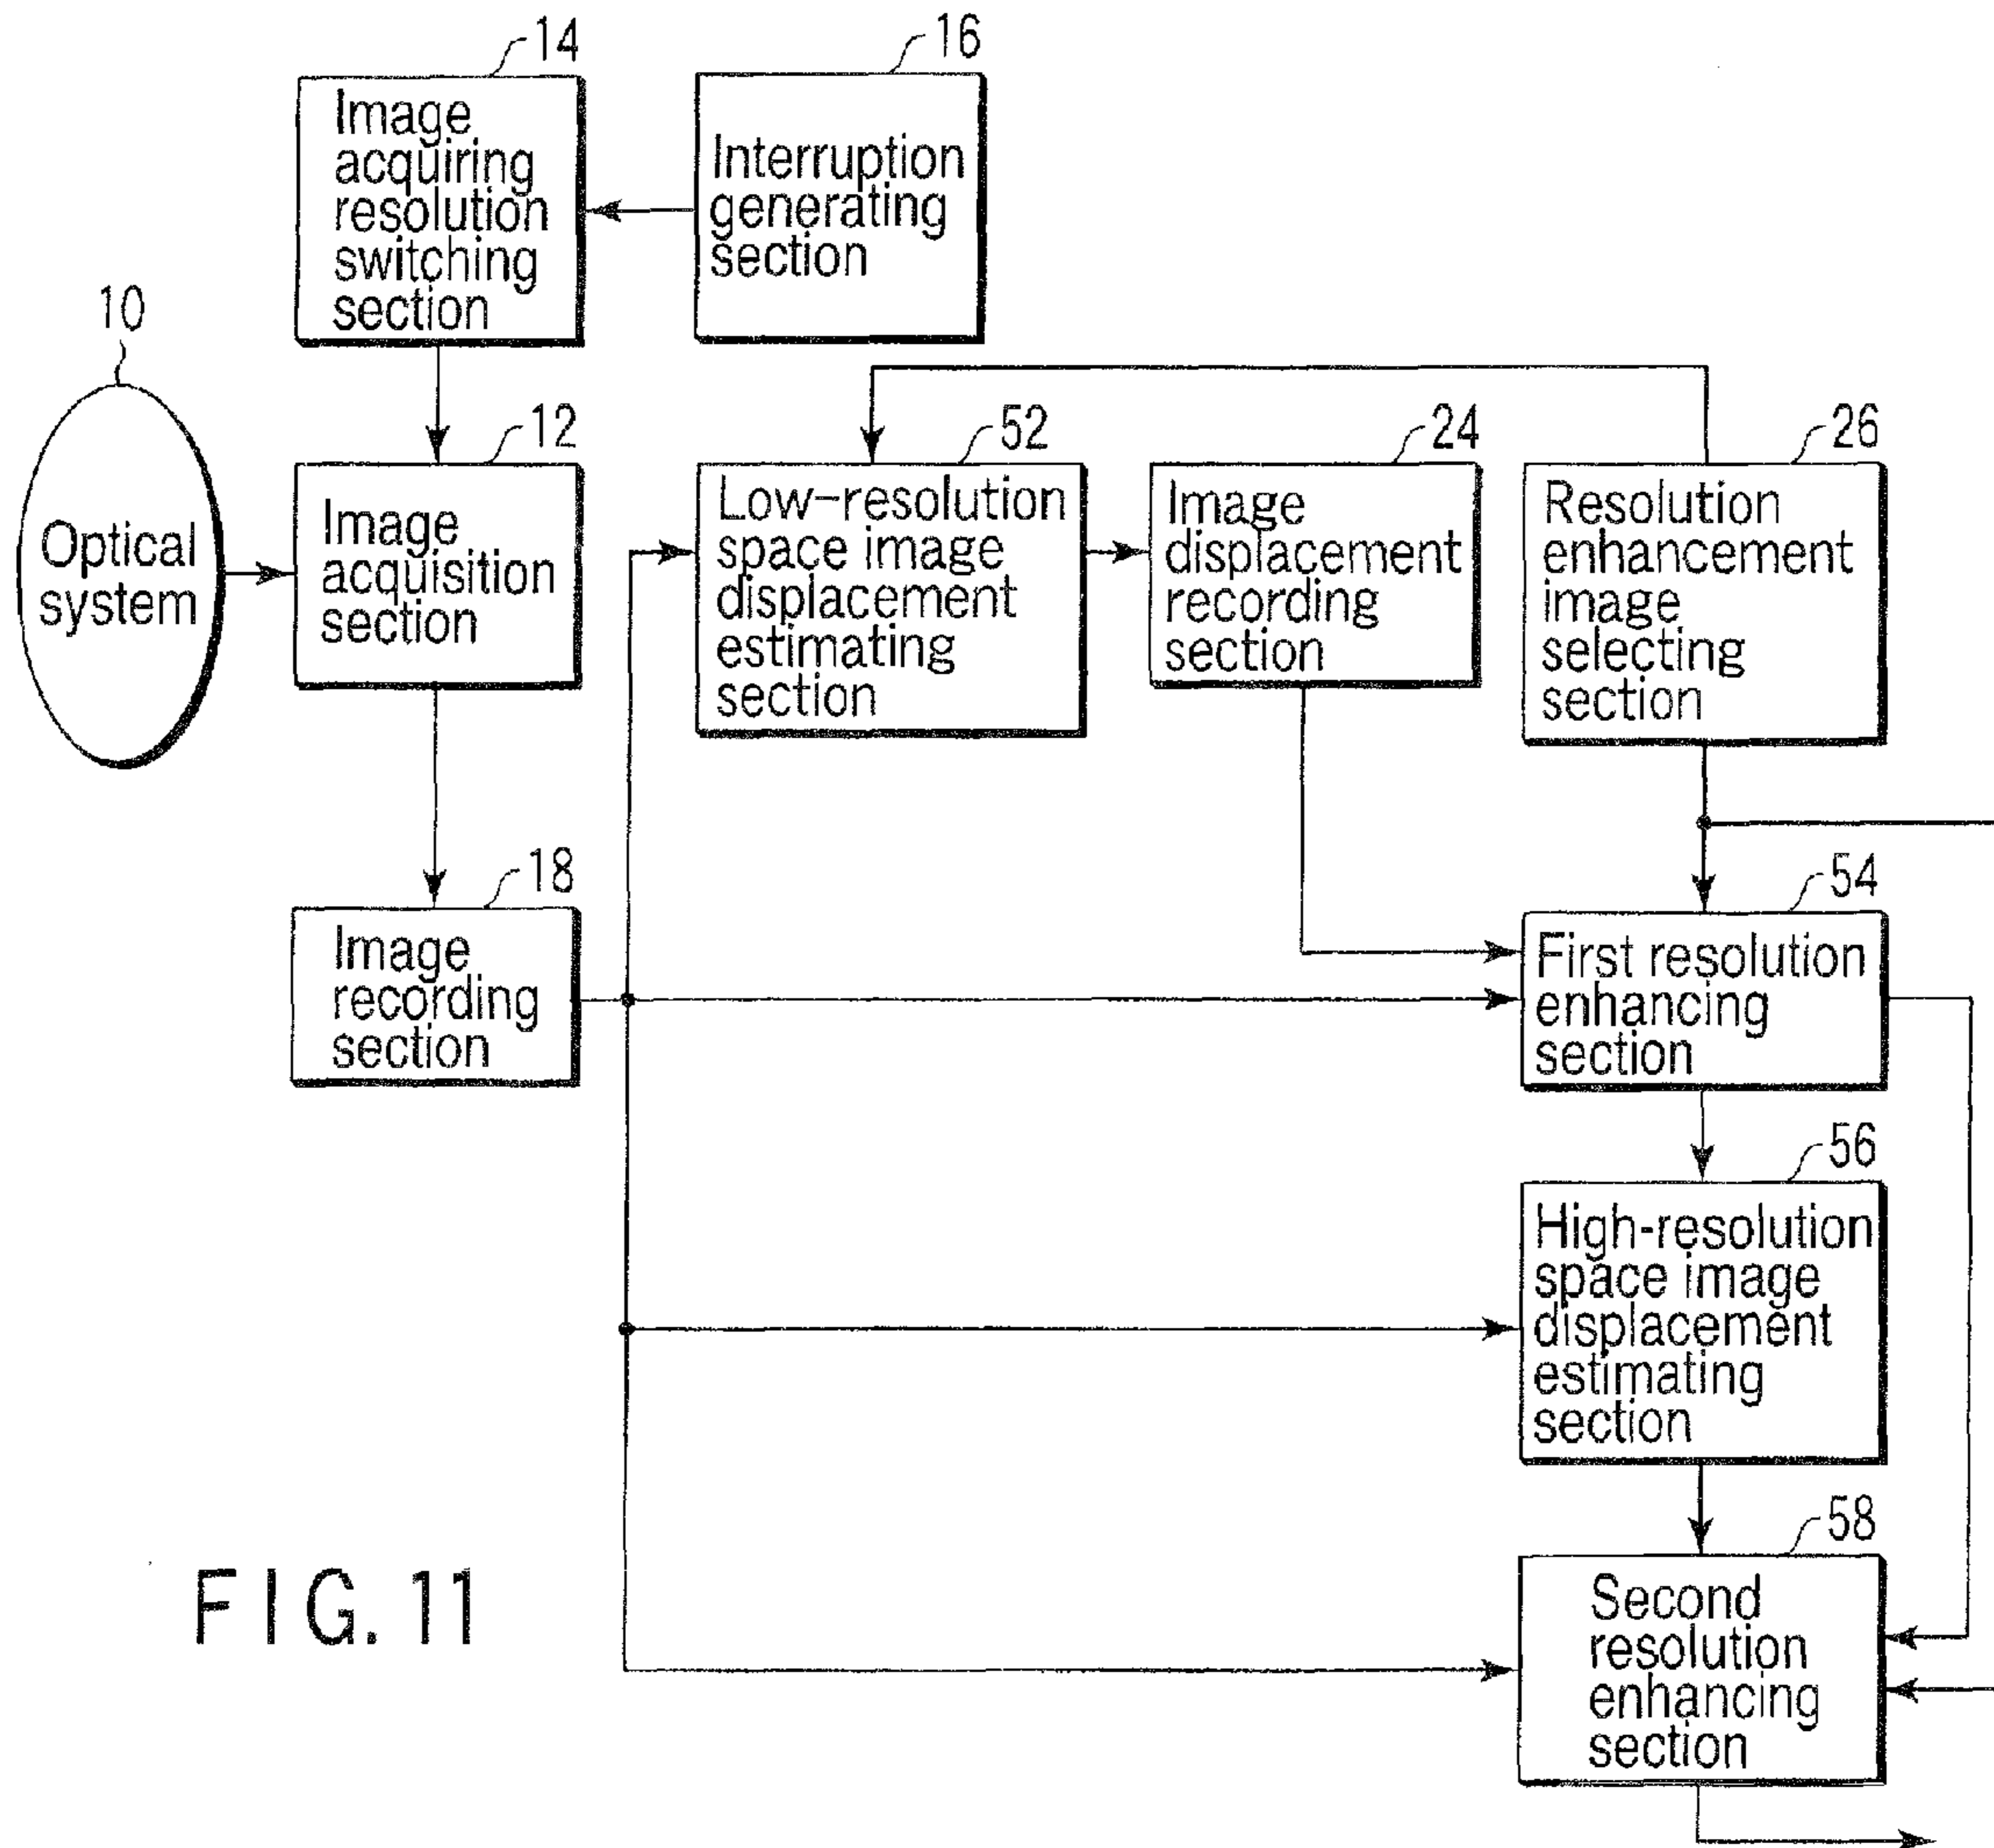 14
Image
acquiring
resolution
switching
section
16
Interruption
generating
section
10
Optical
system
12
Image
acquisition
section
52
Low-resolution
space image
displacement
estimating
section
24
Image
displacement
recording
section
26
Resolution
enhancement
image
selecting
section
18
Image
recording
section
54
First resolution
enhancing
section
56
High-resolution
space image
displacement
estimating
section
58
Second
resolution
enhancing
section
FIG. 11